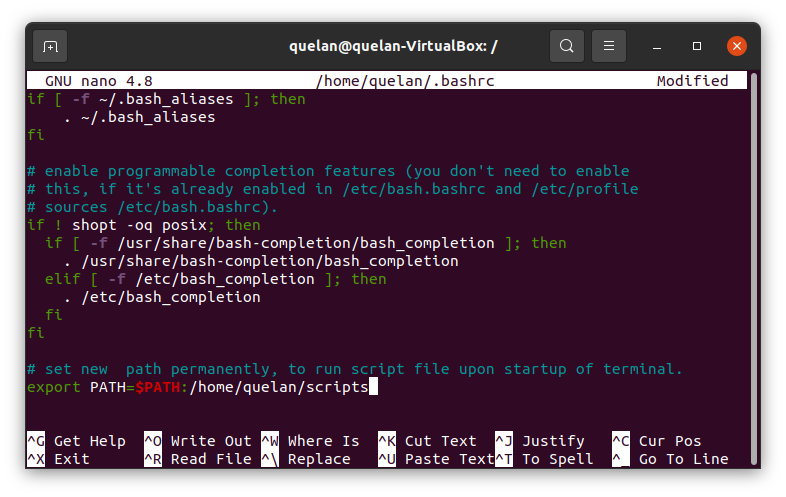 quelan@quelan-VirtualBox: /
GNU nano 4.8 /home/quelan/.bashrc Modified
if [ -f ~/.bash_aliases ]; then
    . ~/.bash_aliases
fi

# enable programmable completion features (you don't need to enable
# this, if it's already enabled in /etc/bash.bashrc and /etc/profile
# sources /etc/bash.bashrc).
if ! shopt -oq posix; then
  if [ -f /usr/share/bash-completion/bash_completion ]; then
    . /usr/share/bash-completion/bash_completion
  elif [ -f /etc/bash_completion ]; then
    . /etc/bash_completion
  fi
fi

# set new  path permanently, to run script file upon startup of terminal.
export PATH=$PATH:/home/quelan/scripts

^G Get Help  ^O Write Out ^W Where Is  ^K Cut Text  ^J Justify   ^C Cur Pos
^X Exit      ^R Read File ^\ Replace   ^U Paste Text^T To Spell  ^_ Go To Line